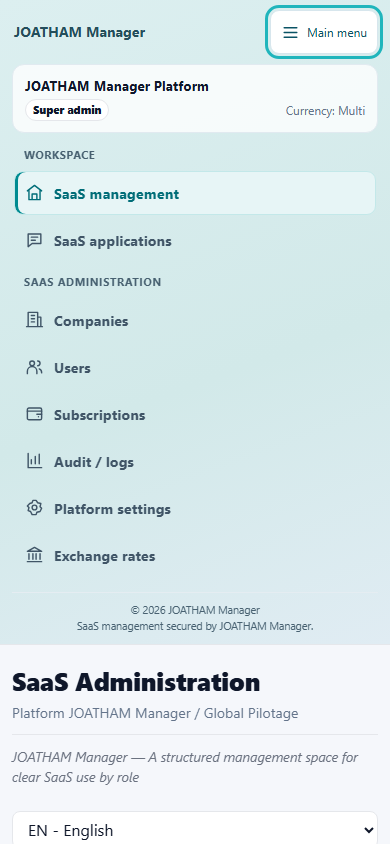 JOATHAM Manager
Main menu
JOATHAM Manager Platform
Super admin
Currency: Multi
WORKSPACE
SaaS management
SaaS applications
SAAS ADMINISTRATION
Companies
Users
Subscriptions
Audit / logs
Platform settings
Exchange rates
© 2026 JOATHAM Manager
SaaS management secured by JOATHAM Manager.
SaaS Administration
Platform JOATHAM Manager / Global Pilotage
JOATHAM Manager — A structured management space for
clear SaaS use by role
EN - English